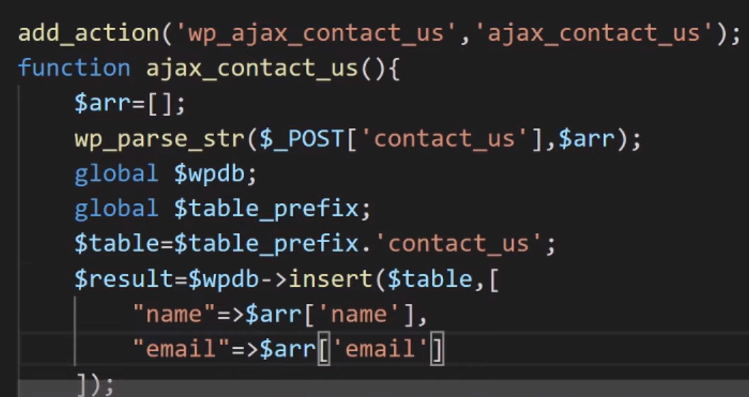 add_action('wp_ajax_contact_us','ajax_contact_us');
function ajax_contact_us(){
    $arr=[];
    wp_parse_str($_POST['contact_us'],$arr);
    global $wpdb;
    global $table_prefix;
    $table=$table_prefix.'contact_us';
    $result=$wpdb->insert($table,[
        "name"=>$arr['name'],
        "email"=>$arr['email']
    ]);